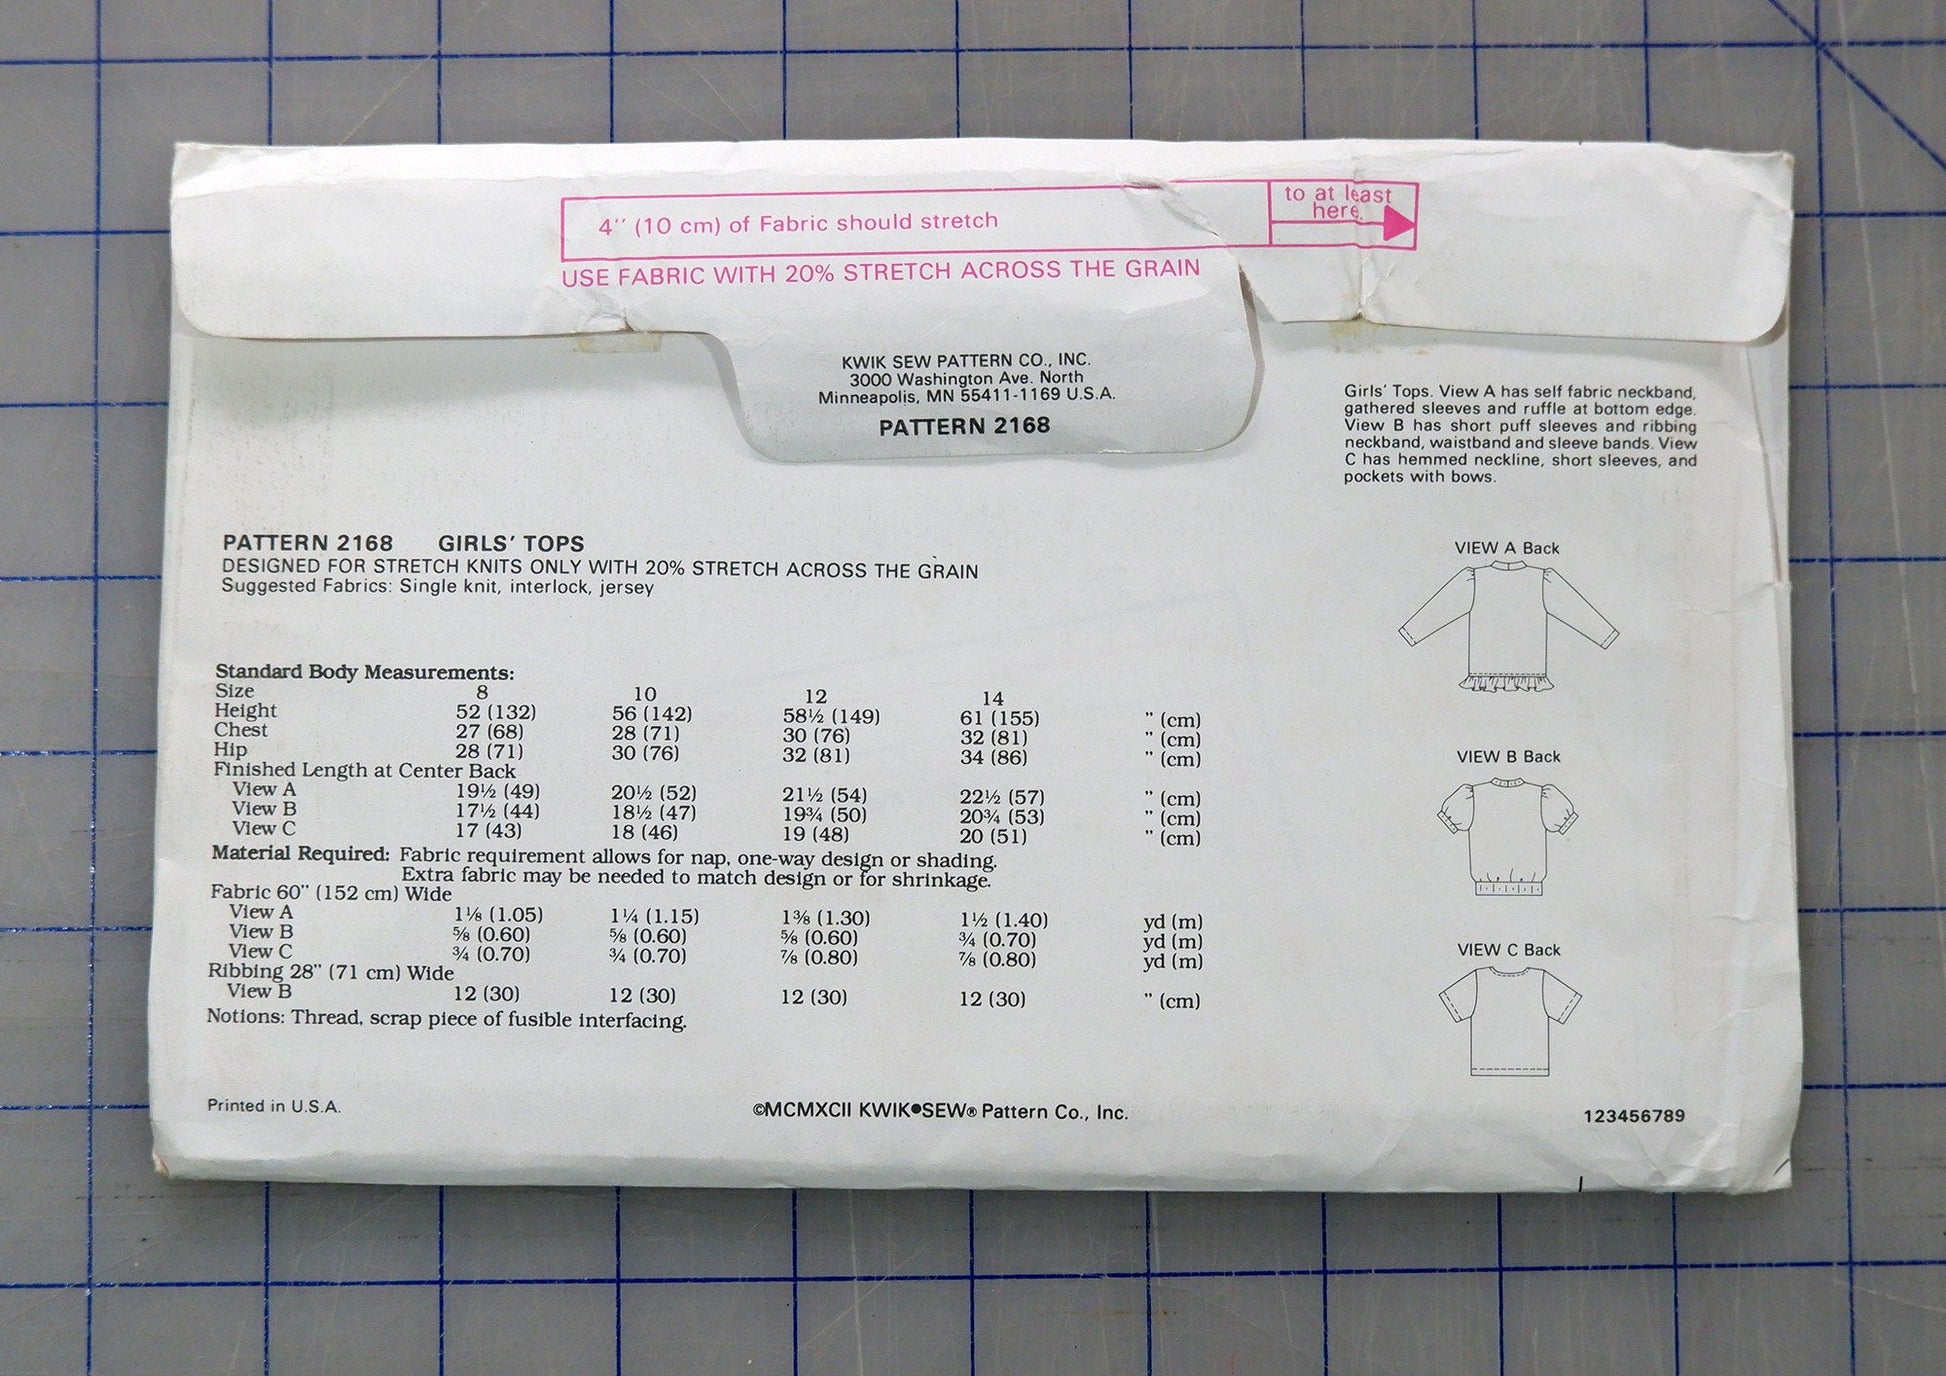 4'' (10 cm) of Fabric should stretch
to at least
here.
USE FABRIC WITH 20% STRETCH ACROSS THE GRAIN
KWIK SEW PATTERN CO., INC.
3000 Washington Ave. North
Minneapolis, MN 55411-1169 U.S.A.
PATTERN 2168
Girls' Tops. View A has self fabric neckband,
gathered sleeves and ruffle at bottom edge.
View B has short puff sleeves and ribbing
neckband, waistband and sleeve bands. View
C has hemmed neckline, short sleeves, and
pockets with bows.
PATTERN 2168 GIRLS' TOPS
DESIGNED FOR STRETCH KNITS ONLY WITH 20% STRETCH ACROSS THE GRAIN
Suggested Fabrics: Single knit, interlock, jersey
Standard Body Measurements:
Size 8 10 12 14
Height 52 (132) 56 (142) 58½ (149) 61 (155) " (cm)
Chest 27 (68) 28 (71) 30 (76) 32 (81) " (cm)
Hip 28 (71) 30 (76) 32 (81) 34 (86) " (cm)
Finished Length at Center Back
View A 19½ (49) 20½ (52) 21½ (54) 22½ (57) " (cm)
View B 17½ (44) 18½ (47) 19¾ (50) 20¾ (53) " (cm)
View C 17 (43) 18 (46) 19 (48) 20 (51) " (cm)
Material Required: Fabric requirement allows for nap, one-way design or shading.
Extra fabric may be needed to match design or for shrinkage.
Fabric 60" (152 cm) Wide
View A 1⅛ (1.05) 1¼ (1.15) 1⅜ (1.30) 1½ (1.40) yd (m)
View B ⅝ (0.60) ⅝ (0.60) ⅝ (0.60) ¾ (0.70) yd (m)
View C ¾ (0.70) ¾ (0.70) ⅞ (0.80) ⅞ (0.80) yd (m)
Ribbing 28" (71 cm) Wide
View B 12 (30) 12 (30) 12 (30) 12 (30) " (cm)
Notions: Thread, scrap piece of fusible interfacing.
VIEW A Back
VIEW B Back
VIEW C Back
Printed in U.S.A.
©MCMXCII KWIK●SEW® Pattern Co., Inc.
123456789